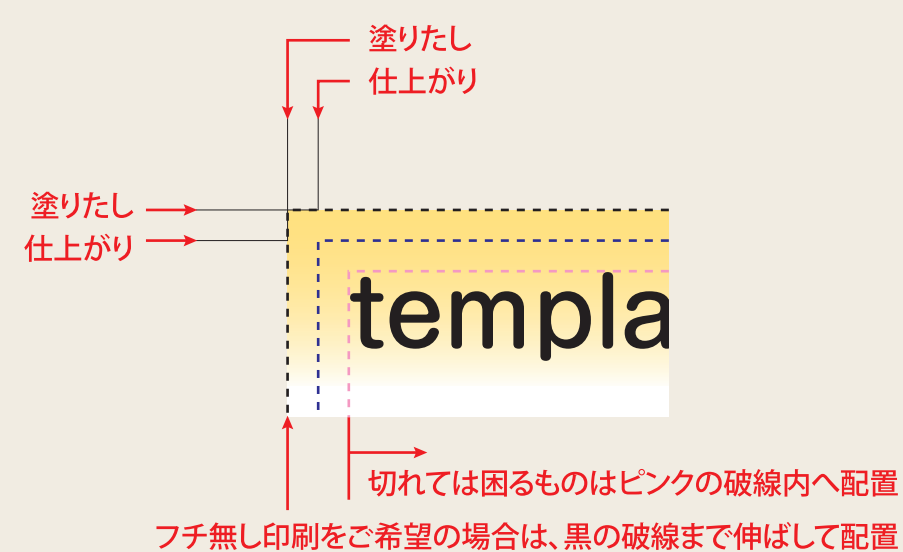 塗りたし
仕上がり
塗りたし
仕上がり
templa
切れては困るものはピンクの破線内へ配置
フチ無し印刷をご希望の場合は、黒の破線まで伸ばして配置